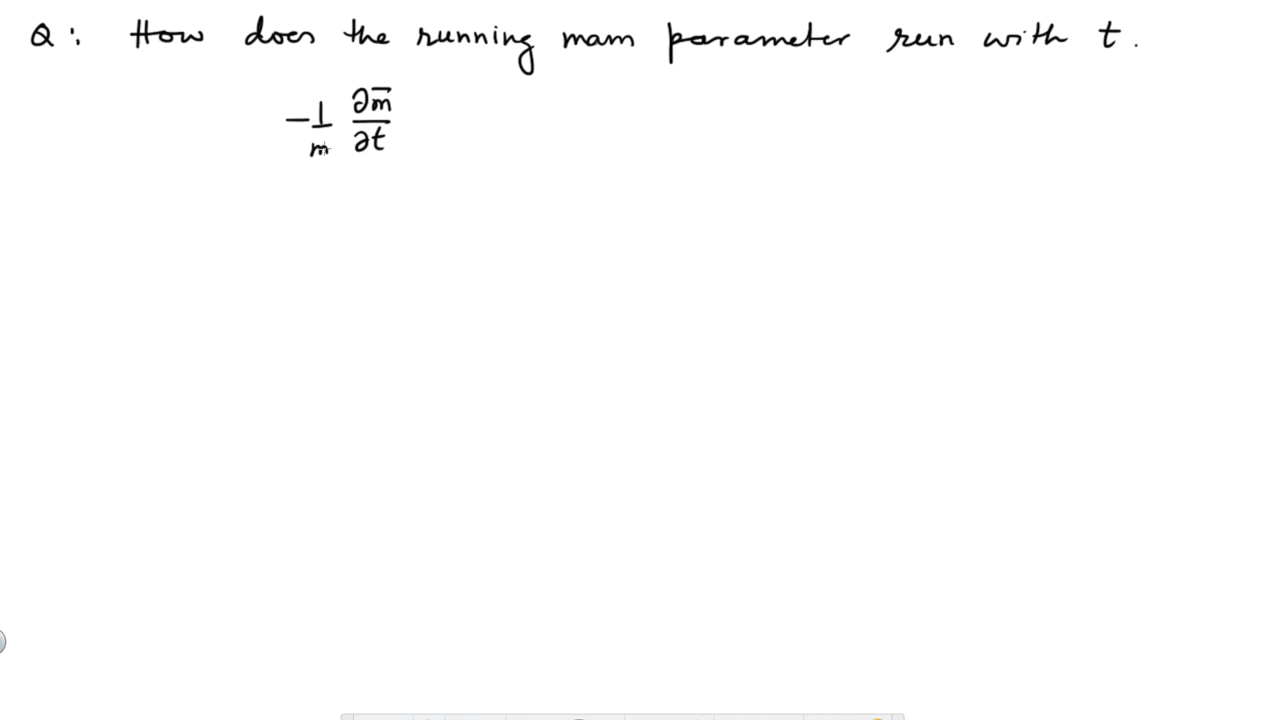 Q: How does the running mass parameter run with t.
-1/m ∂m̅/∂t